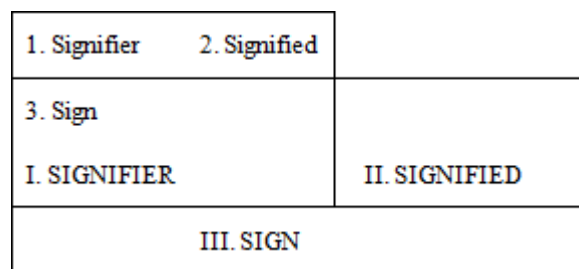 1. Signifier 2. Signified
3. Sign
I. SIGNIFIER II. SIGNIFIED
III. SIGN